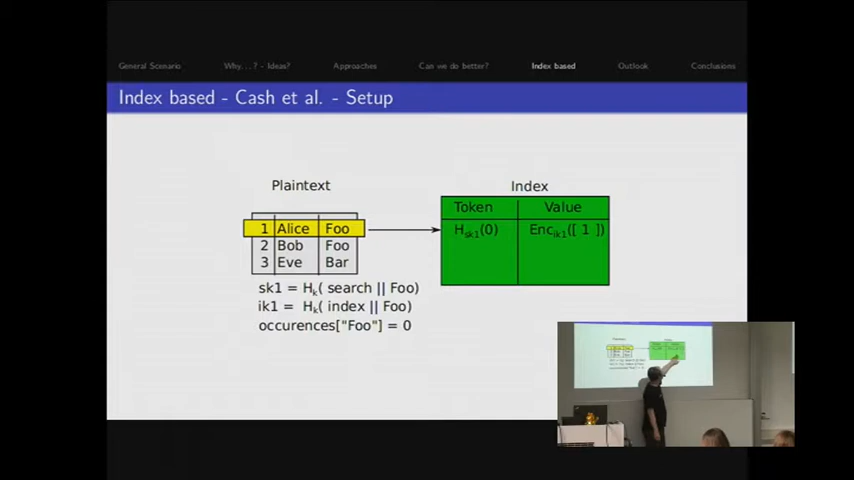 General Scenario Why. . . ? - Ideas? Approaches Can we do better? Index based Outlook Conclusions
Index based - Cash et al. - Setup
Plaintext
Index
Token Value
1 Alice Foo
2 Bob Foo
3 Eve Bar
Hsk1(0) Encik1([ 1 ])
sk1 = Hk( search || Foo)
ik1 = Hk( index || Foo)
occurences["Foo"] = 0